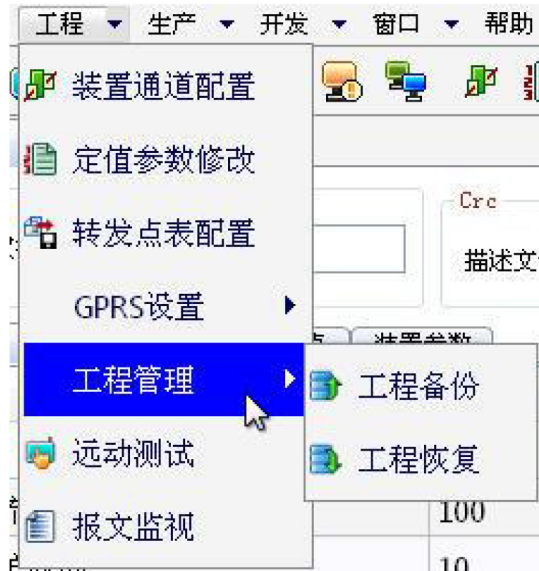 工程 生产 开发 窗口 帮助
装置通道配置
定值参数修改
Crc
转发点表配置
描述文
GPRS设置
装置参数
工程管理
工程备份
远动测试
工程恢复
报文监视
100
10